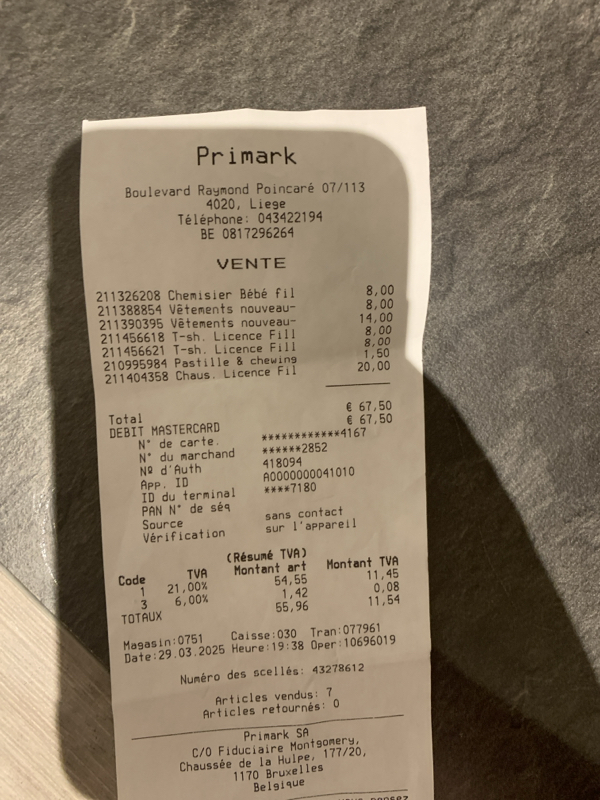 Primark
Boulevard Raymond Poincaré 07/113
4020, Liege
Téléphone: 043422194
BE 0817296264
VENTE
211326208 Chemisier Bébé fil 8,00
211388854 Vêtements nouveau- 8,00
211390395 Vêtements nouveau- 14,00
211456618 T-sh. Licence Fill 8,00
211456621 T-sh. Licence Fill 8,00
210995984 Pastille & chewing 1,50
211404358 Chaus. Licence Fil 20,00
Total € 67,50
DEBIT MASTERCARD € 67,50
N° de carte. ************4167
N° du marchand ******2852
Nº d'Auth 418094
App. ID A0000000041010
ID du terminal ****7180
PAN N° de séq
Source sans contact
Vérification sur l'appareil
(Résumé TVA)
Code TVA Montant art Montant TVA
1 21,00% 54,55 11,45
3 6,00% 1,42 0,08
TOTAUX 55,96 11,54
Magasin:0751 Caisse:030 Tran:077961
Date:29.03.2025 Heure:19:38 Oper:10696019
Numéro des scellés: 43278612
Articles vendus: 7
Articles retournés: 0
Primark SA
C/O Fiduciaire Montgomery,
Chaussée de la Hulpe, 177/20,
1170 Bruxelles
Belgique